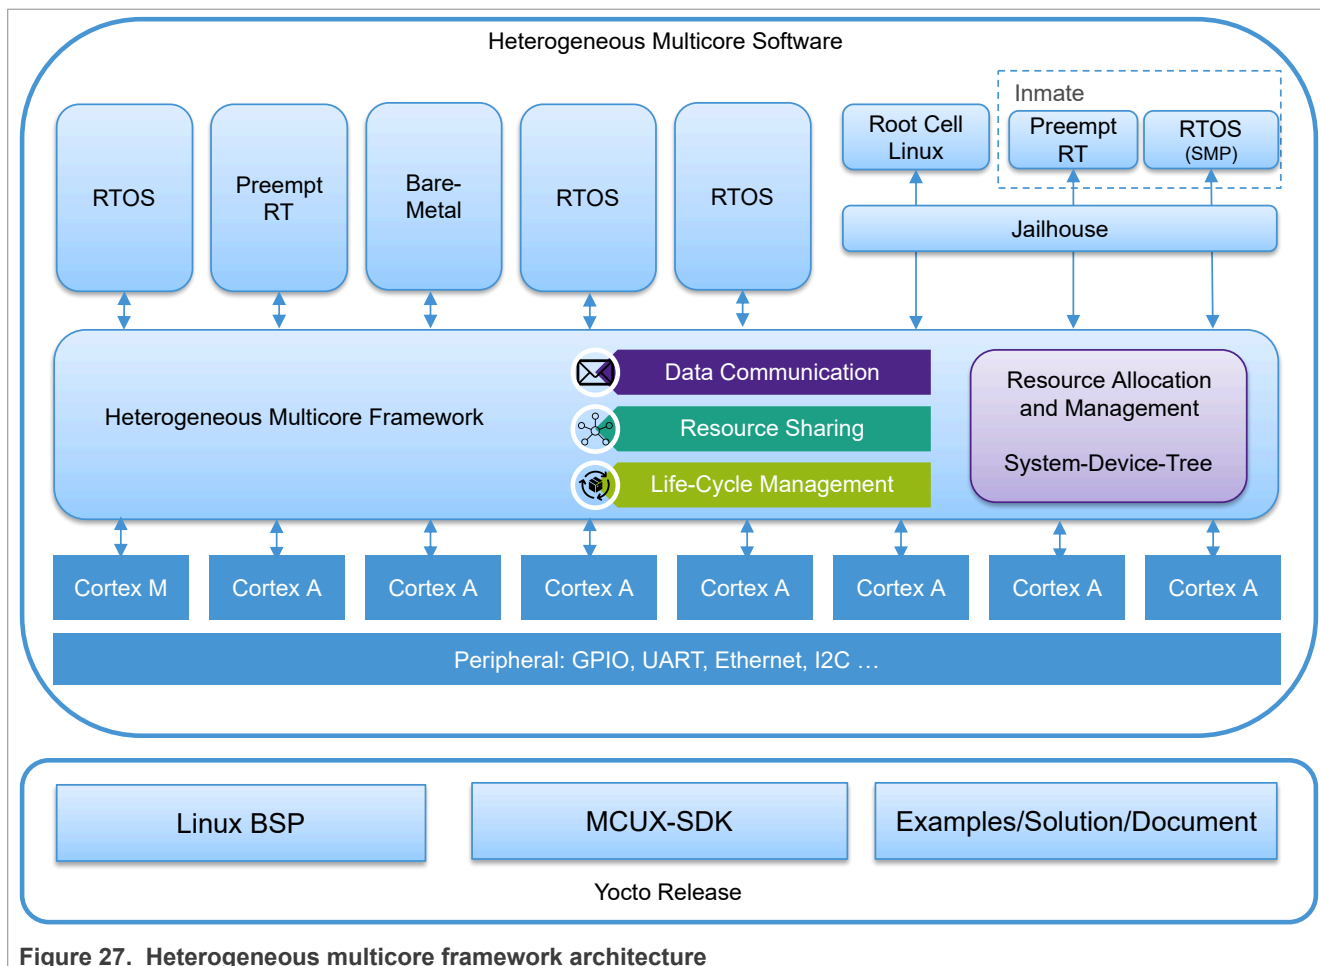 Heterogeneous Multicore Software
RTOS
Preempt
RT
Bare-
Metal
RTOS
RTOS
Root Cell
Linux
Inmate
Preempt
RT
RTOS
(SMP)
Jailhouse
Heterogeneous Multicore Framework
Data Communication
Resource Sharing
Life-Cycle Management
Resource Allocation
and Management
System-Device-Tree
Cortex M
Cortex A
Cortex A
Cortex A
Cortex A
Cortex A
Cortex A
Cortex A
Peripheral: GPIO, UART, Ethernet, I2C ...
Linux BSP
MCUX-SDK
Examples/Solution/Document
Yocto Release
Figure 27. Heterogeneous multicore framework architecture